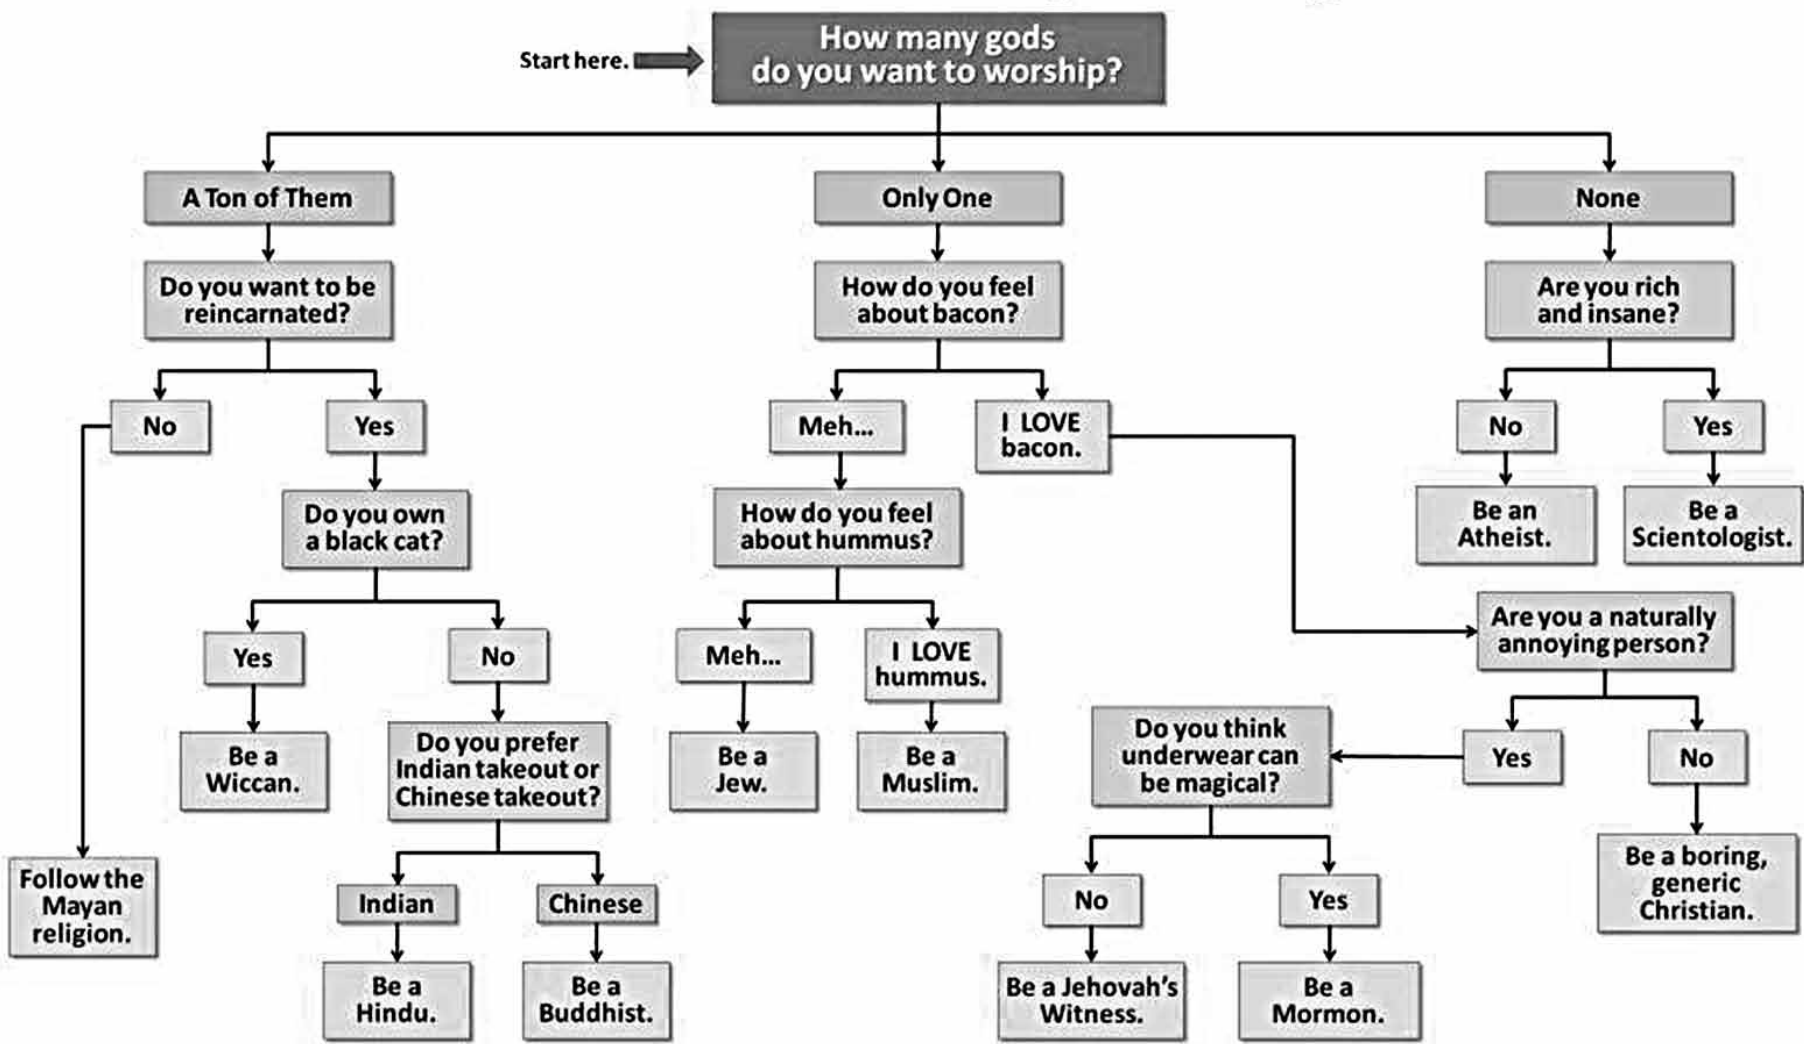 How many gods
do you want to worship?
Start here.
A Ton of Them
Only One
None
Do you want to be
reincarnated?
How do you feel
about bacon?
Are you rich
and insane?
No
Yes
Meh...
I LOVE
bacon.
No
Yes
Do you own
a black cat?
How do you feel
about hummus?
Be an
Atheist.
Be a
Scientologist.
Are you a naturally
annoying person?
Yes
No
Meh...
I LOVE
hummus.
Be a
Wiccan.
Do you prefer
Indian takeout or
Chinese takeout?
Be a
Jew.
Be a
Muslim.
Do you think
underwear can
be magical?
Yes
No
Follow the
Mayan
religion.
Indian
Chinese
No
Yes
Be a boring,
generic
Christian.
Be a
Hindu.
Be a
Buddhist.
Be a Jehovah's
Witness.
Be a
Mormon.